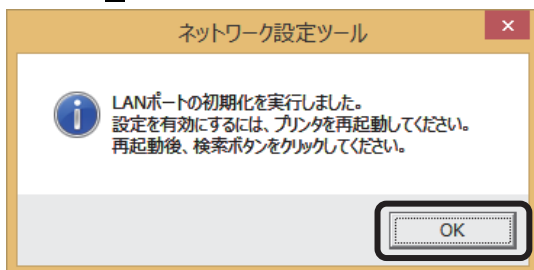 ネットワーク設定ツール
LANポートの初期化を実行しました。
設定を有効にするには、プリンタを再起動してください。
再起動後、検索ボタンをクリックしてください。
OK